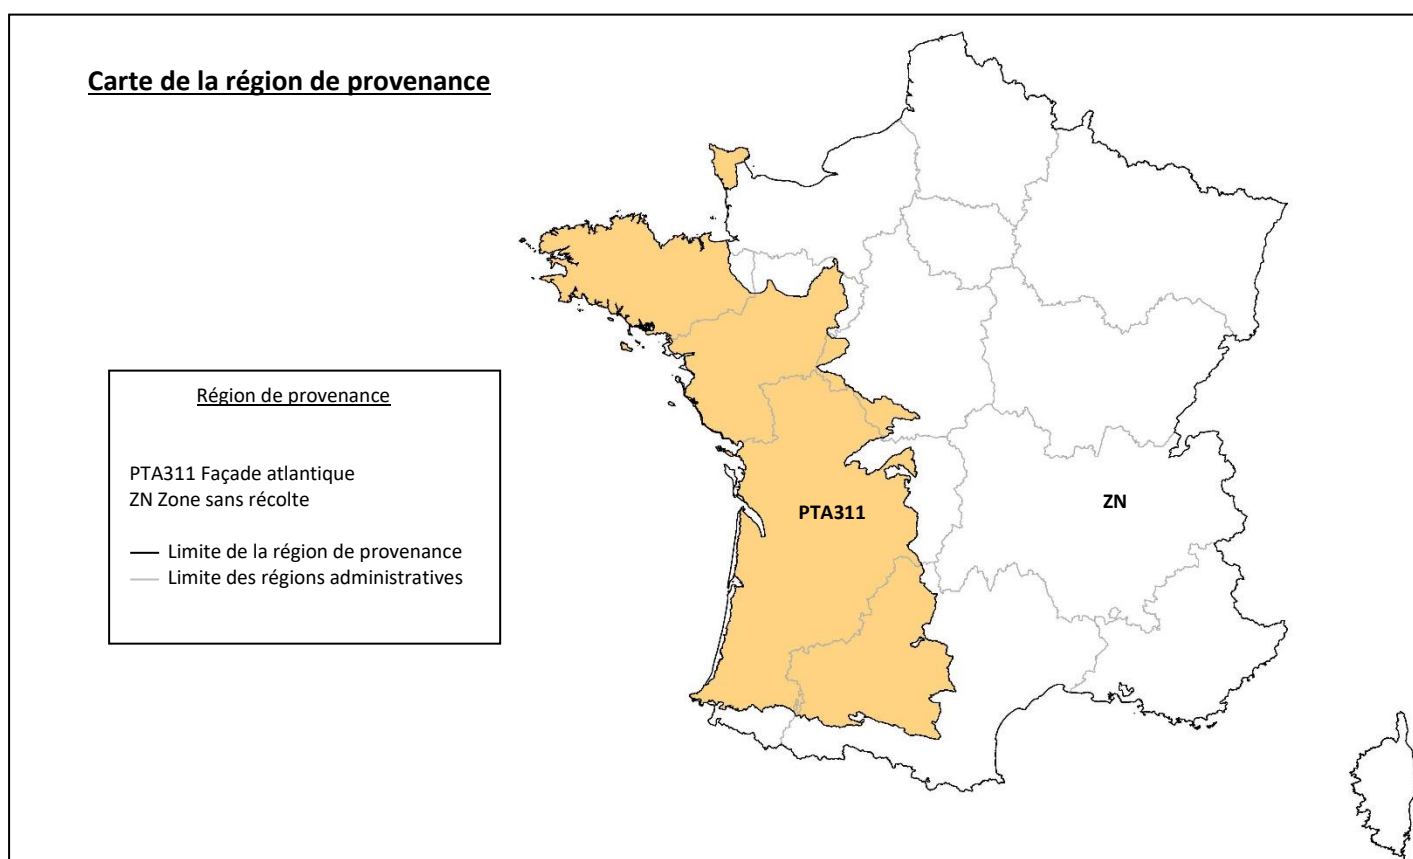 Carte de la région de provenance
Région de provenance
PTA311 Façade atlantique
ZN Zone sans récolte
Limite de la région de provenance
Limite des régions administratives
PTA311
ZN